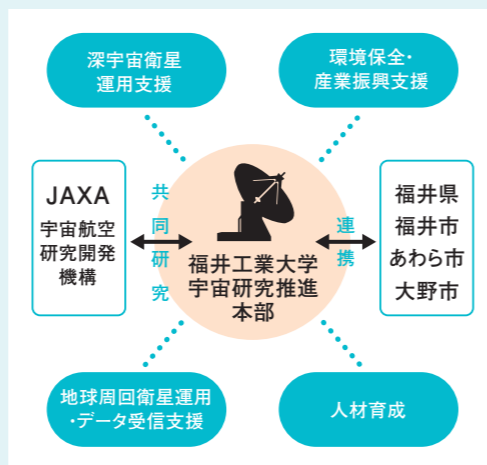 深宇宙衛星
運用支援
環境保全・
産業振興支援
JAXA
宇宙航空
研究開発
機構
共同研究
福井工業大学
宇宙研究推進
本部
連携
福井県
福井市
あわら市
大野市
地球周回衛星運用
・データ受信支援
人材育成